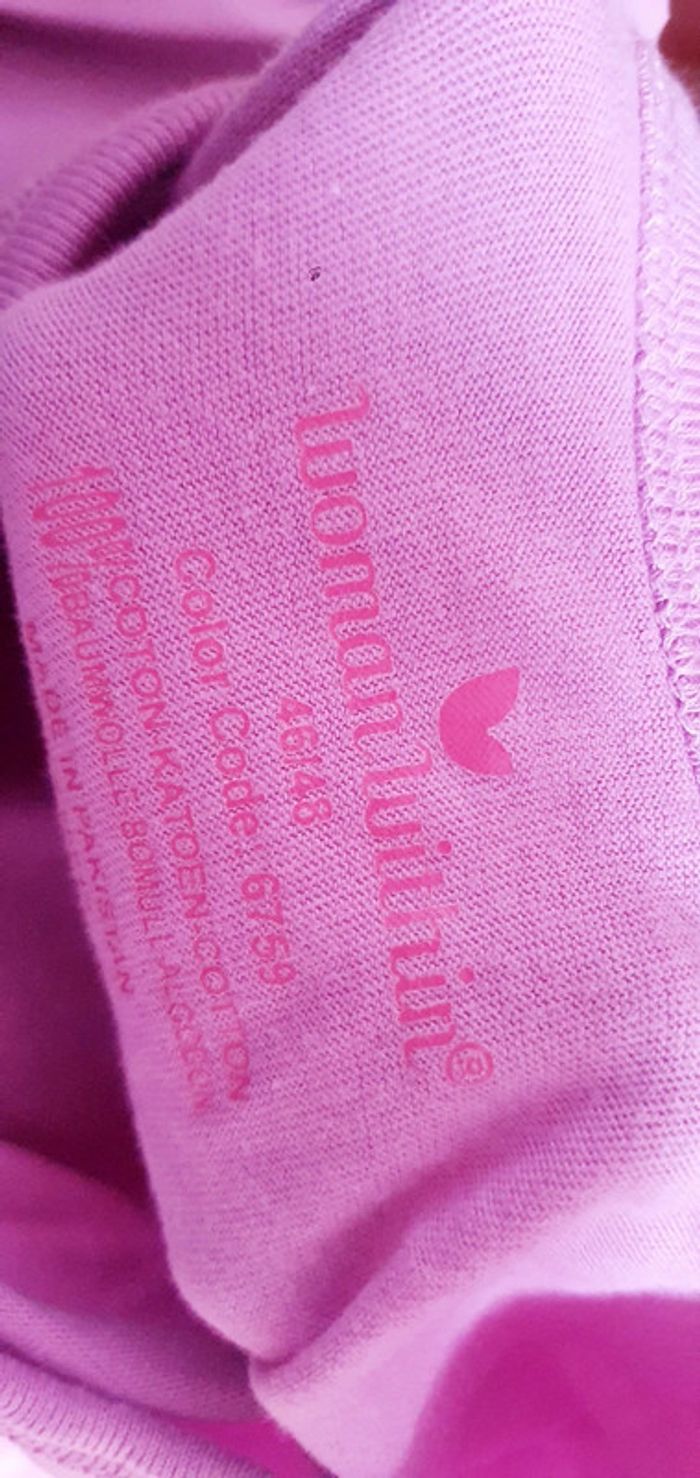 Woman Within®
46/48
Color Code: 6759
100% COTON-KATOEN-COTTON
BAUMWOLLE-BOMULL-ALGODON
MADE IN PAKISTAN